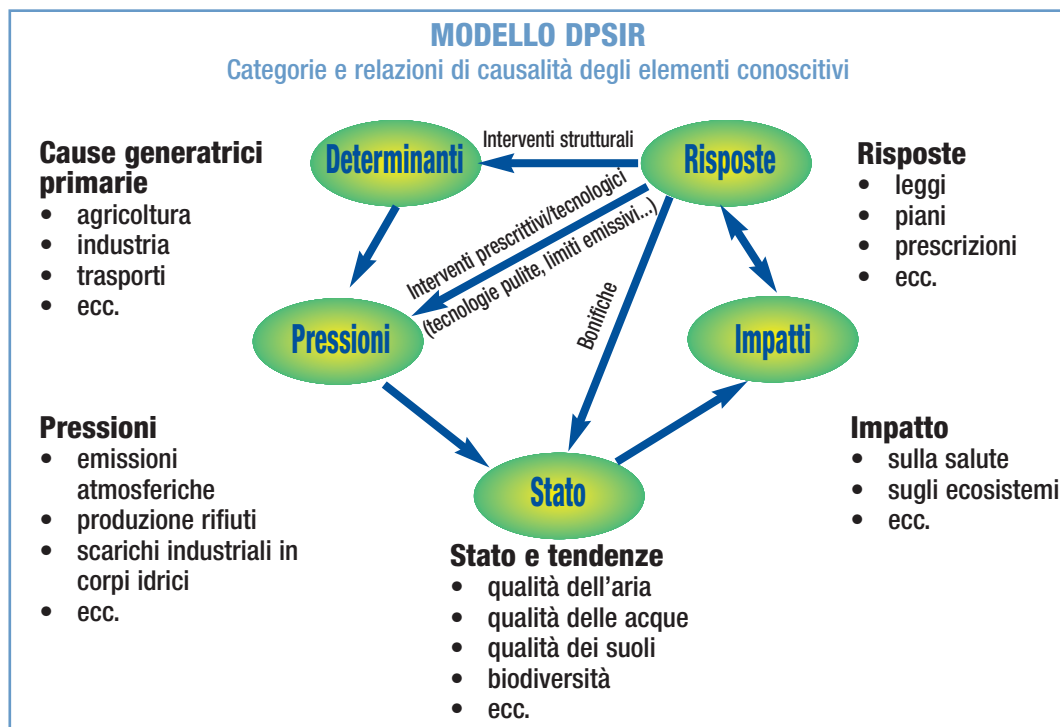 MODELLO DPSIR
Categorie e relazioni di causalità degli elementi conoscitivi
Determinanti
Interventi strutturali
Risposte
Cause generatrici
primarie
• agricoltura
• industria
• trasporti
• ecc.
Risposte
• leggi
• piani
• prescrizioni
• ecc.
Interventi prescrittivi/tecnologici
(tecnologie pulite, limiti emissivi...)
Bonifiche
Pressioni
Impatti
Pressioni
• emissioni
atmosferiche
• produzione rifiuti
• scarichi industriali in
corpi idrici
• ecc.
Impatto
• sulla salute
• sugli ecosistemi
• ecc.
Stato
Stato e tendenze
• qualità dell'aria
• qualità delle acque
• qualità dei suoli
• biodiversità
• ecc.